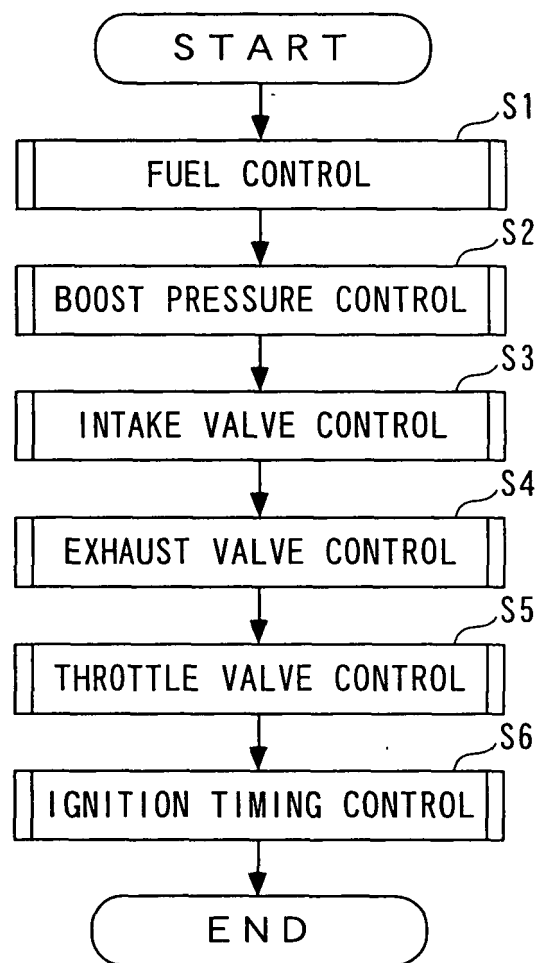 START
S1
FUEL CONTROL
S2
BOOST PRESSURE CONTROL
S3
INTAKE VALVE CONTROL
S4
EXHAUST VALVE CONTROL
S5
THROTTLE VALVE CONTROL
S6
IGNITION TIMING CONTROL
END